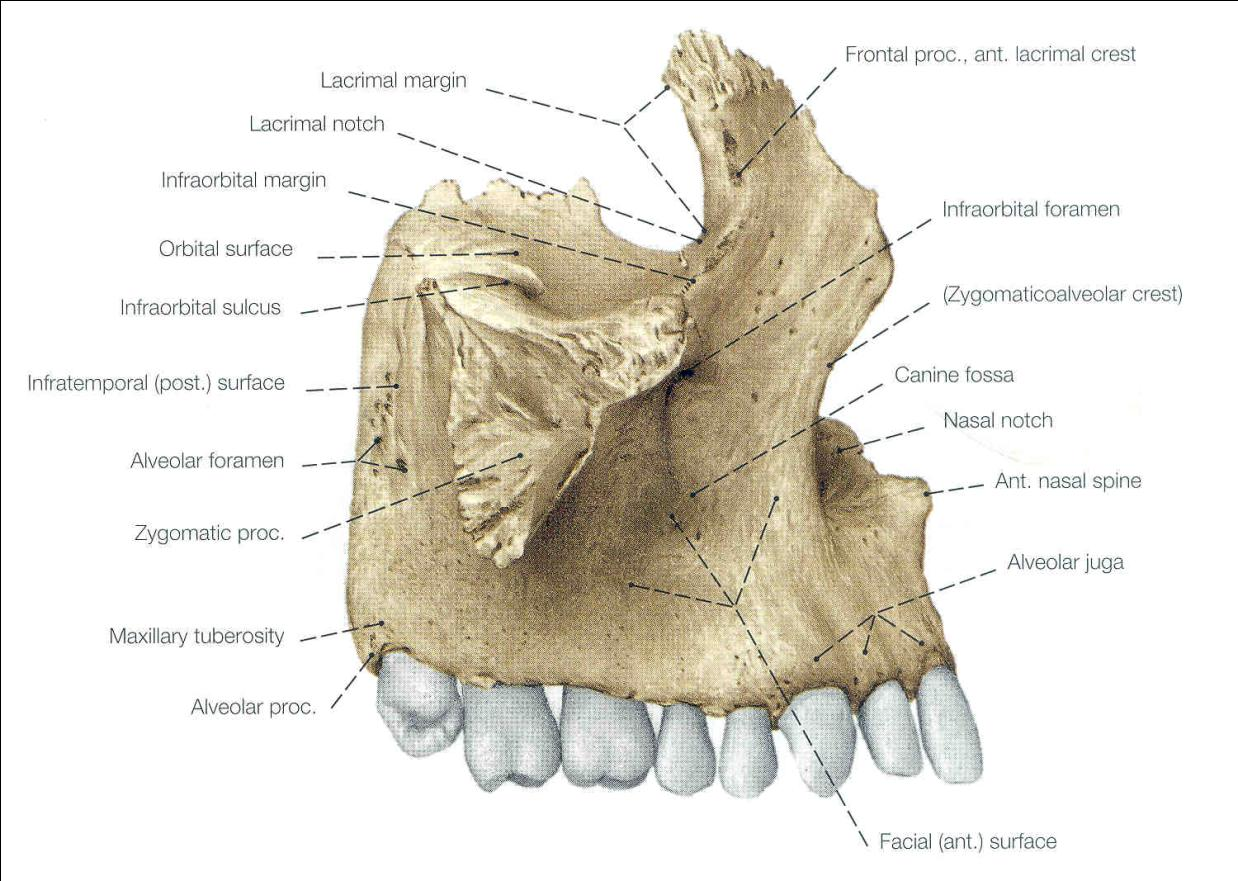 Lacrimal margin
Lacrimal notch
Infraorbital margin
Orbital surface
Infraorbital sulcus
Infratemporal (post.) surface
Alveolar foramen
Zygomatic proc.
Maxillary tuberosity
Alveolar proc.
Frontal proc., ant. lacrimal crest
Infraorbital foramen
(Zygomaticoalveolar crest)
Canine fossa
Nasal notch
Ant. nasal spine
Alveolar juga
Facial (ant.) surface